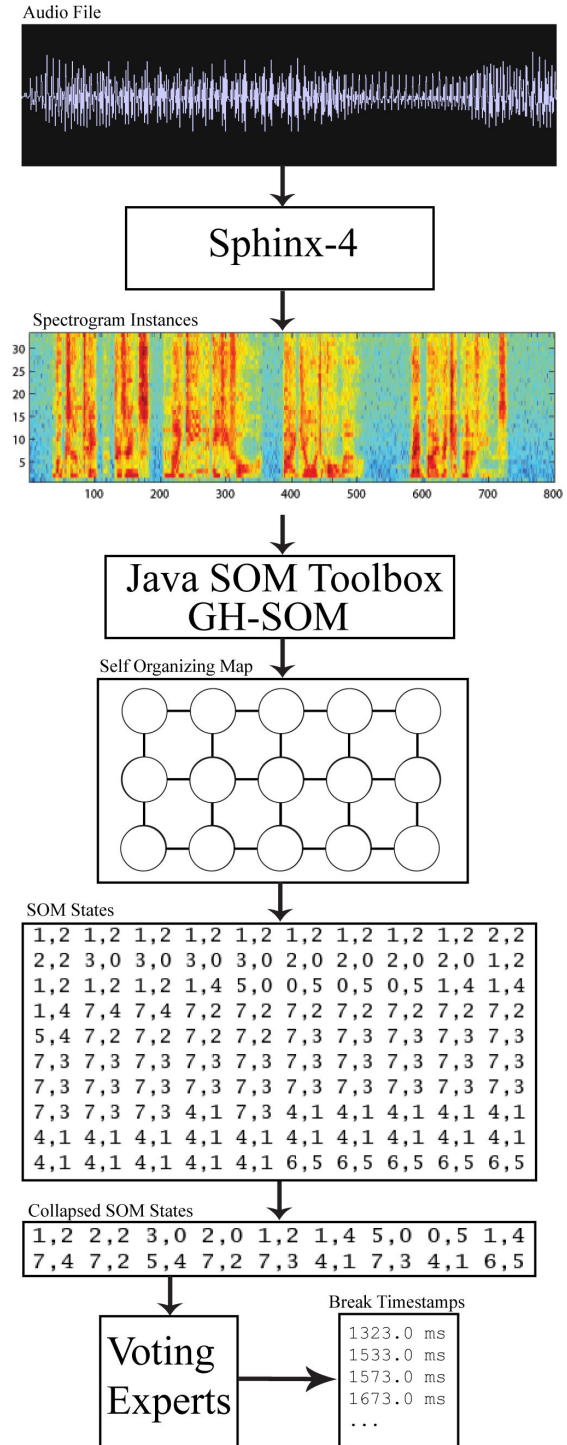 Audio File
Sphinx-4
Spectrogram Instances
30
25
20
15
10
5
100 200 300 400 500 600 700 800
Java SOM Toolbox
GH-SOM
Self Organizing Map
SOM States
1,2 1,2 1,2 1,2 1,2 1,2 1,2 1,2 1,2 2,2
2,2 3,0 3,0 3,0 3,0 2,0 2,0 2,0 2,0 1,2
1,2 1,2 1,2 1,4 5,0 0,5 0,5 0,5 1,4 1,4
1,4 7,4 7,4 7,2 7,2 7,2 7,2 7,2 7,2 7,2
5,4 7,2 7,2 7,2 7,2 7,3 7,3 7,3 7,3 7,3
7,3 7,3 7,3 7,3 7,3 7,3 7,3 7,3 7,3 7,3
7,3 7,3 7,3 7,3 7,3 7,3 7,3 7,3 7,3 7,3
7,3 7,3 7,3 4,1 7,3 4,1 4,1 4,1 4,1 4,1
4,1 4,1 4,1 4,1 4,1 4,1 4,1 4,1 4,1 4,1
4,1 4,1 4,1 4,1 4,1 6,5 6,5 6,5 6,5 6,5
Collapsed SOM States
1,2 2,2 3,0 2,0 1,2 1,4 5,0 0,5 1,4
7,4 7,2 5,4 7,2 7,3 4,1 7,3 4,1 6,5
Voting
Experts
Break Timestamps
1323.0 ms
1533.0 ms
1573.0 ms
1673.0 ms
...